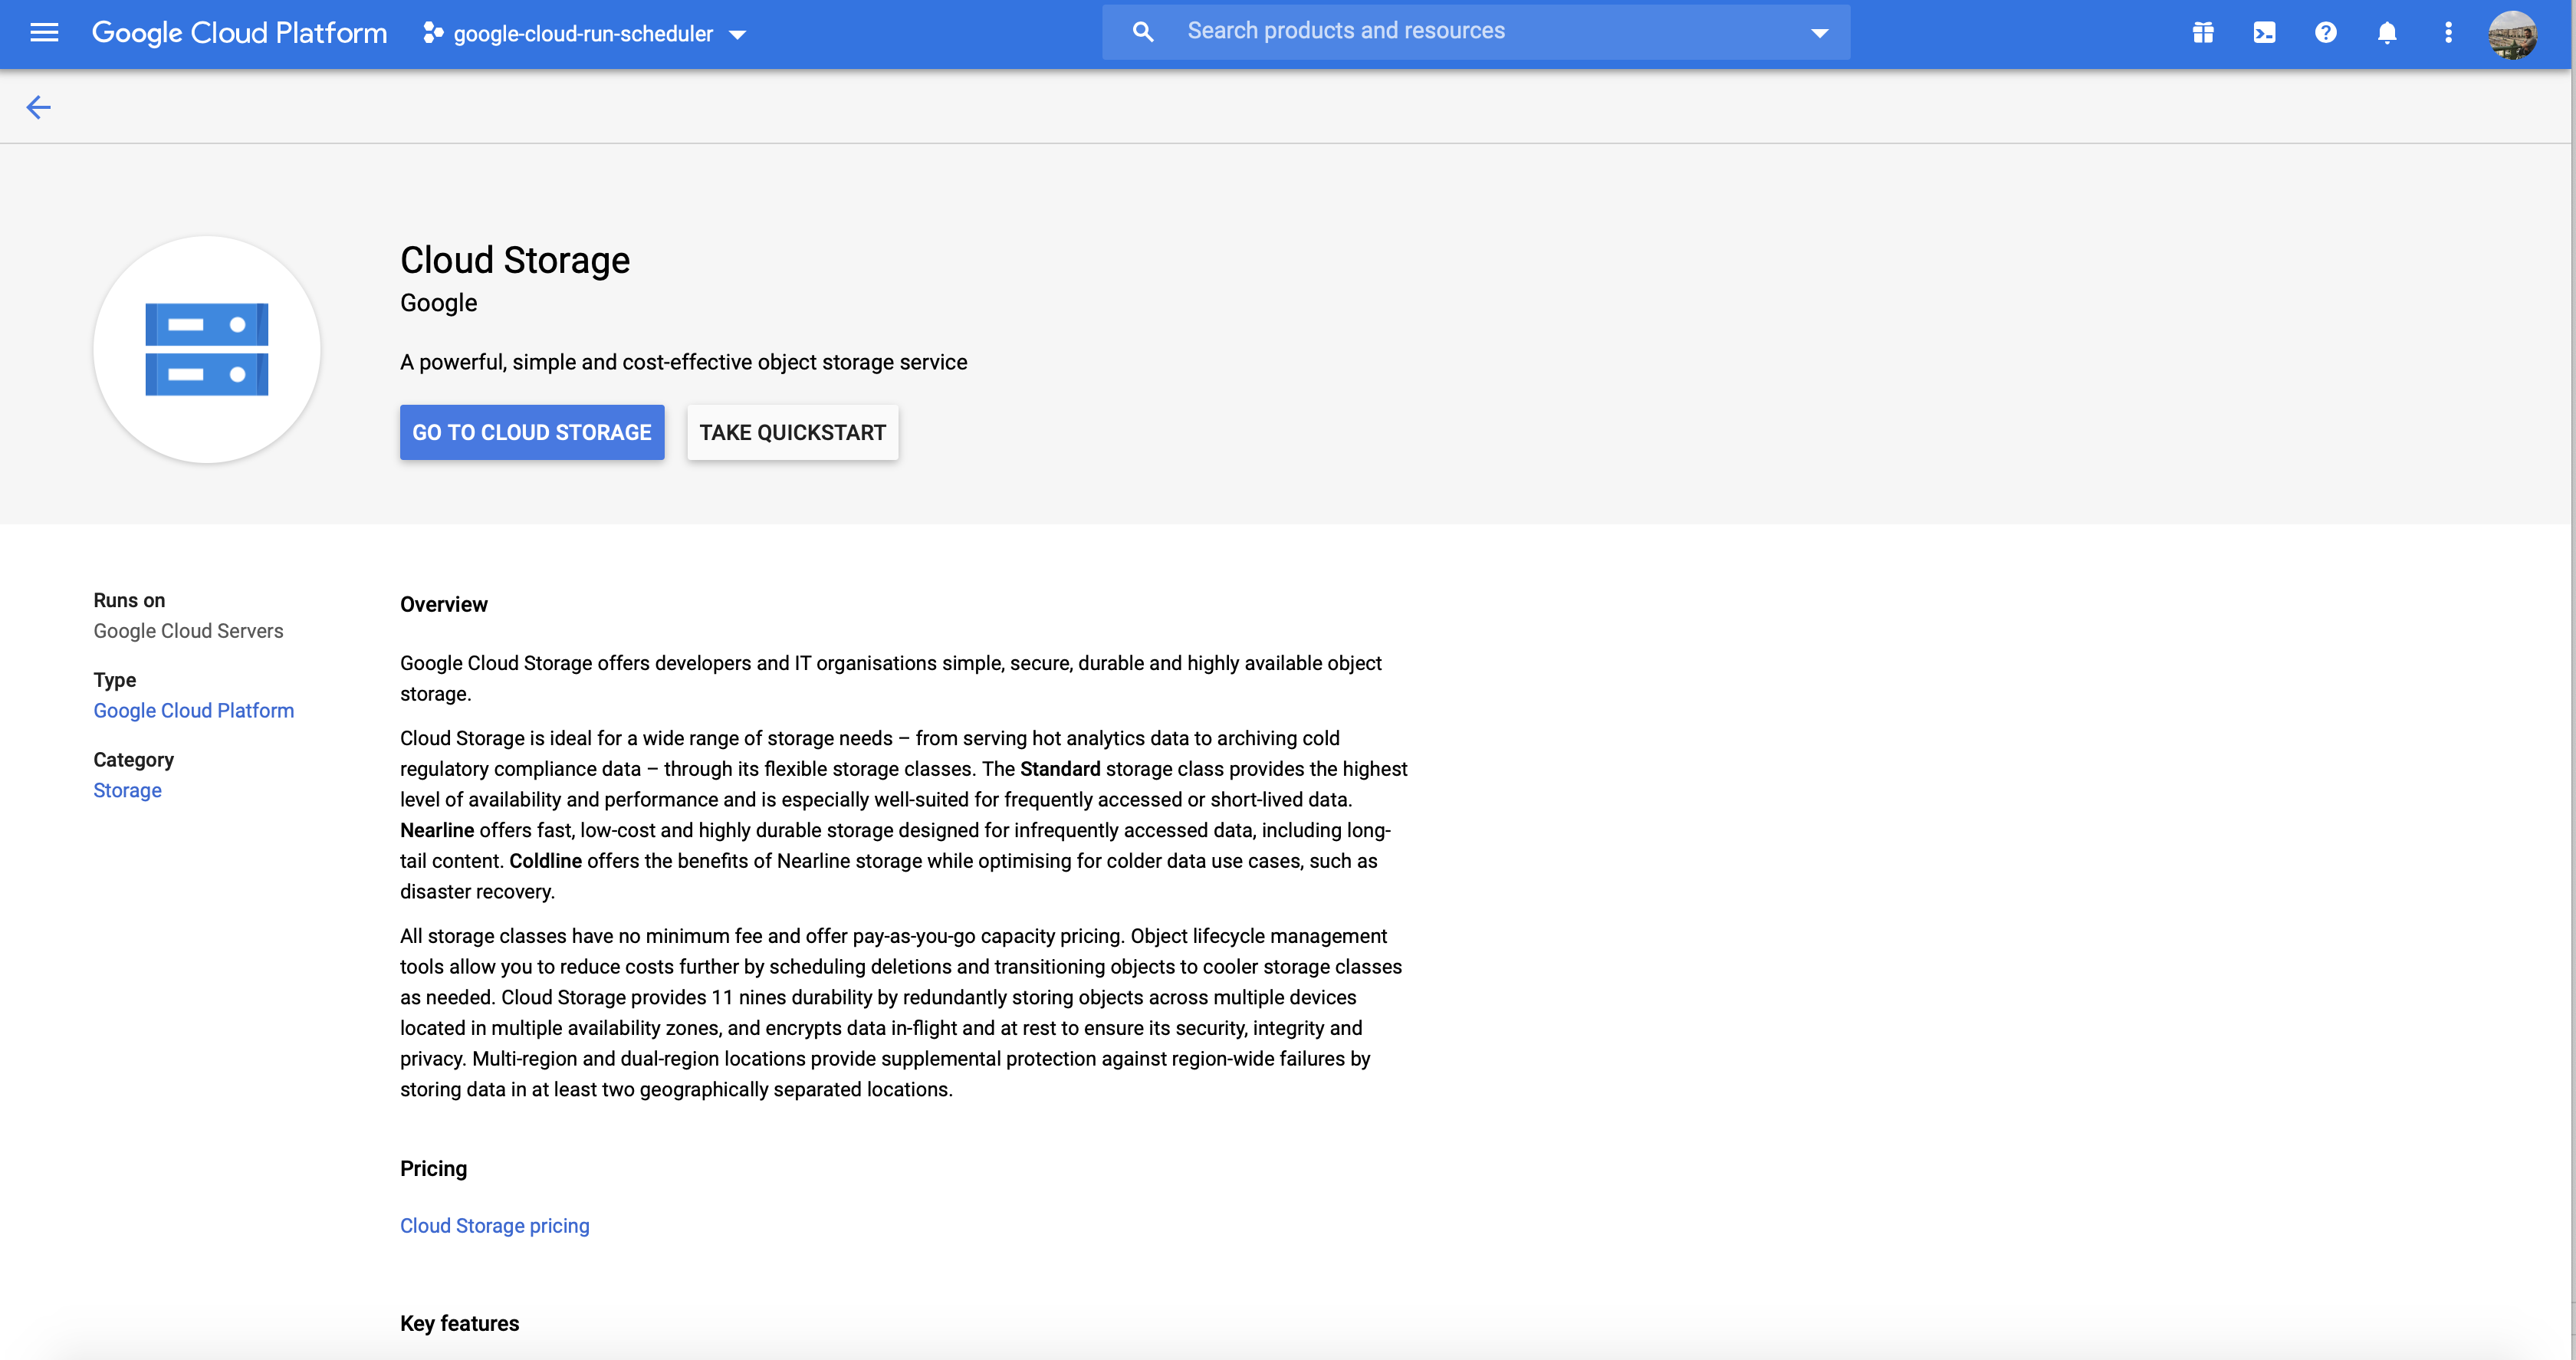 Google Cloud Platform
google-cloud-run-scheduler
Search products and resources
Cloud Storage
Google
A powerful, simple and cost-effective object storage service
GO TO CLOUD STORAGE
TAKE QUICKSTART
Runs on
Google Cloud Servers
Type
Google Cloud Platform
Category
Storage
Overview
Google Cloud Storage offers developers and IT organisations simple, secure, durable and highly available object
storage.
Cloud Storage is ideal for a wide range of storage needs – from serving hot analytics data to archiving cold
regulatory compliance data – through its flexible storage classes. The Standard storage class provides the highest
level of availability and performance and is especially well-suited for frequently accessed or short-lived data.
Nearline offers fast, low-cost and highly durable storage designed for infrequently accessed data, including long-
tail content. Coldline offers the benefits of Nearline storage while optimising for colder data use cases, such as
disaster recovery.
All storage classes have no minimum fee and offer pay-as-you-go capacity pricing. Object lifecycle management
tools allow you to reduce costs further by scheduling deletions and transitioning objects to cooler storage classes
as needed. Cloud Storage provides 11 nines durability by redundantly storing objects across multiple devices
located in multiple availability zones, and encrypts data in-flight and at rest to ensure its security, integrity and
privacy. Multi-region and dual-region locations provide supplemental protection against region-wide failures by
storing data in at least two geographically separated locations.
Pricing
Cloud Storage pricing
Key features